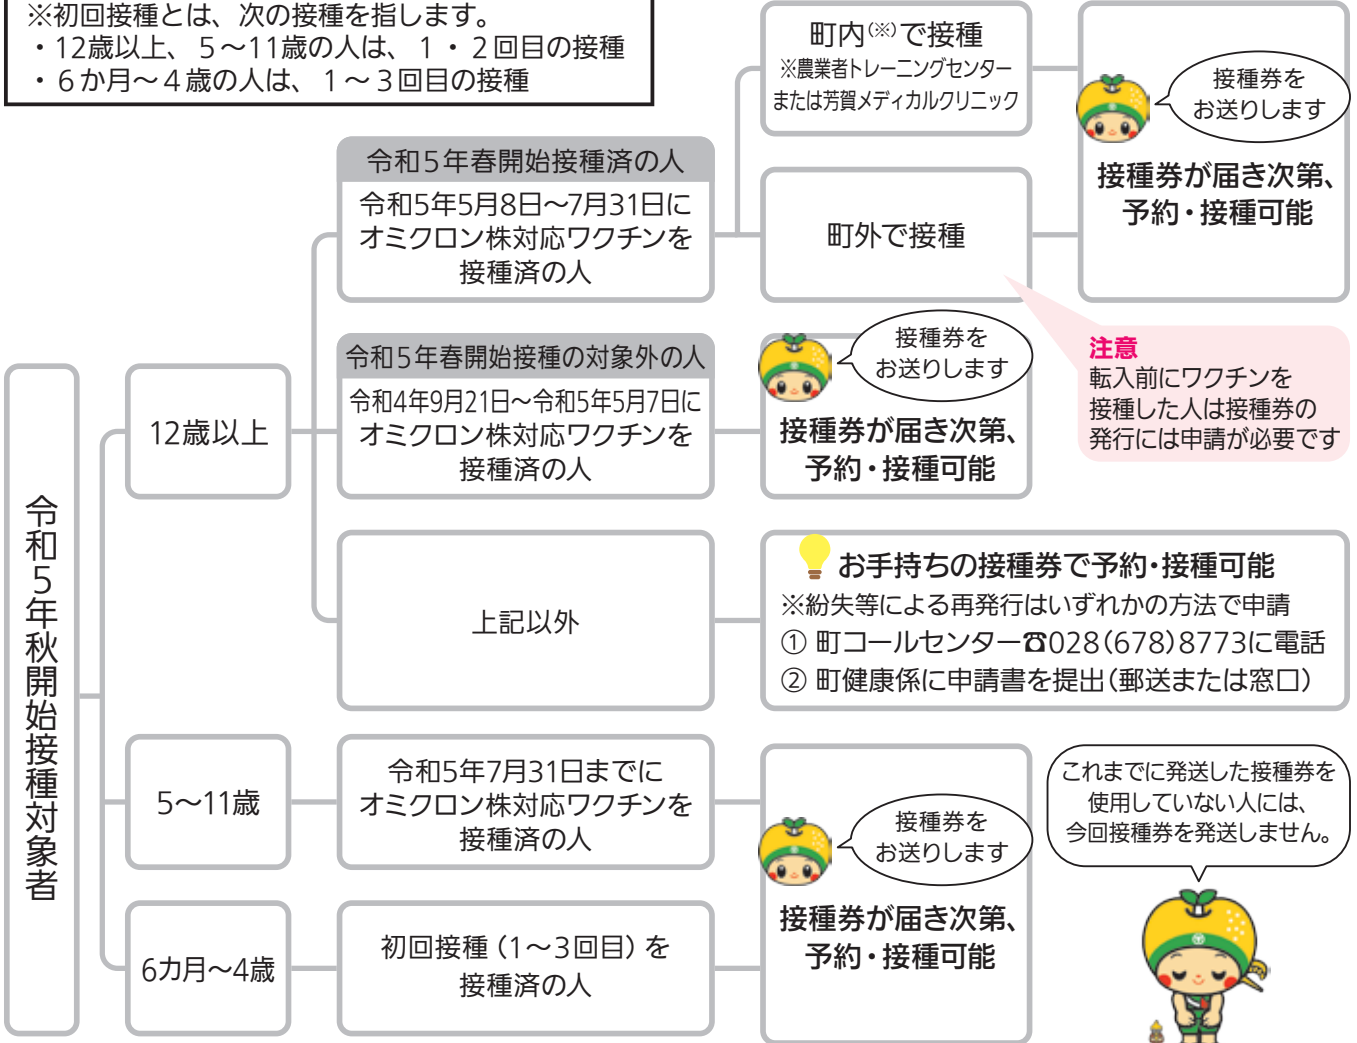 ※初回接種とは、次の接種を指します。
・12歳以上、5～11歳の人は、1・2回目の接種
・6か月～4歳の人は、1～3回目の接種
令和5年秋開始接種対象者
12歳以上
令和5年春開始接種済の人
令和5年5月8日～7月31日に
オミクロン株対応ワクチンを
接種済の人
町内(※)で接種
※農業者トレーニングセンター
または芳賀メディカルクリニック
町外で接種
接種券を
お送りします
接種券が届き次第、
予約・接種可能
注意
転入前にワクチンを
接種した人は接種券の
発行には申請が必要です
令和5年春開始接種の対象外の人
令和4年9月21日～令和5年5月7日に
オミクロン株対応ワクチンを
接種済の人
接種券を
お送りします
接種券が届き次第、
予約・接種可能
上記以外
お手持ちの接種券で予約・接種可能
※紛失等による再発行はいずれかの方法で申請
① 町コールセンター☎028(678)8773に電話
② 町健康係に申請書を提出(郵送または窓口)
5～11歳
令和5年7月31日までに
オミクロン株対応ワクチンを
接種済の人
6カ月～4歳
初回接種(1～3回目)を
接種済の人
接種券を
お送りします
接種券が届き次第、
予約・接種可能
これまでに発送した接種券を
使用していない人には、
今回接種券を発送しません。